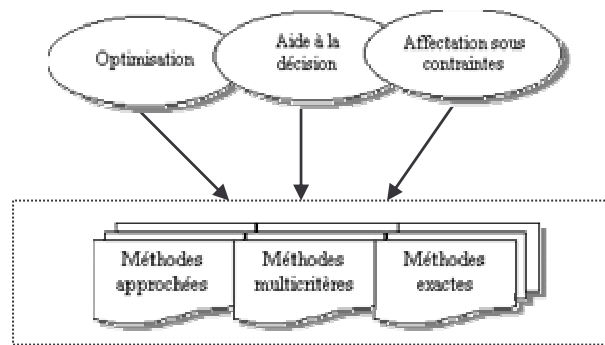 Optimisation
Aide à la
décision
Affectation sous
contraintes
Méthodes
approchées
Méthodes
multicritères
Méthodes
exactes